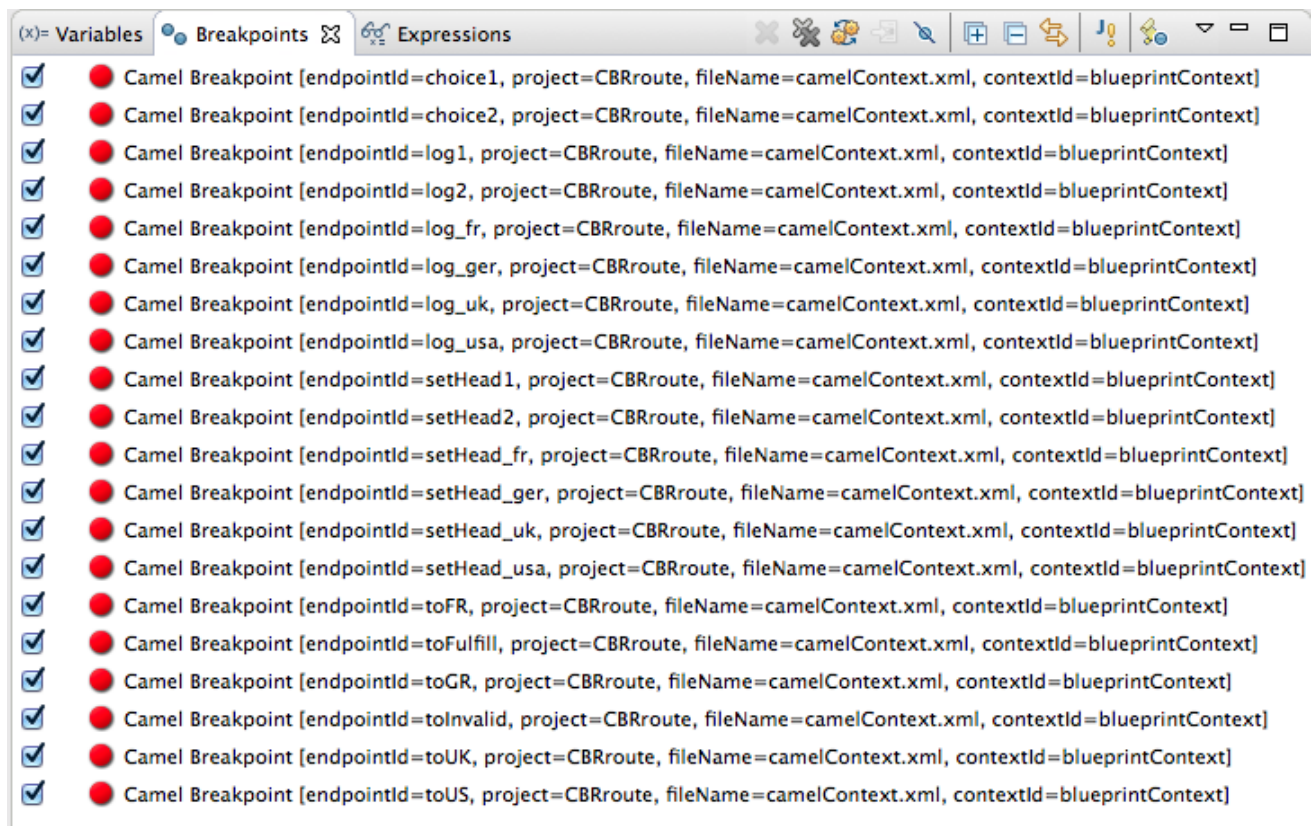 (x)= Variables Breakpoints Expressions
Camel Breakpoint [endpointId=choice1, project=CBRroute, fileName=camelContext.xml, contextId=blueprintContext]
Camel Breakpoint [endpointId=choice2, project=CBRroute, fileName=camelContext.xml, contextId=blueprintContext]
Camel Breakpoint [endpointId=log1, project=CBRroute, fileName=camelContext.xml, contextId=blueprintContext]
Camel Breakpoint [endpointId=log2, project=CBRroute, fileName=camelContext.xml, contextId=blueprintContext]
Camel Breakpoint [endpointId=log_fr, project=CBRroute, fileName=camelContext.xml, contextId=blueprintContext]
Camel Breakpoint [endpointId=log_ger, project=CBRroute, fileName=camelContext.xml, contextId=blueprintContext]
Camel Breakpoint [endpointId=log_uk, project=CBRroute, fileName=camelContext.xml, contextId=blueprintContext]
Camel Breakpoint [endpointId=log_usa, project=CBRroute, fileName=camelContext.xml, contextId=blueprintContext]
Camel Breakpoint [endpointId=setHead1, project=CBRroute, fileName=camelContext.xml, contextId=blueprintContext]
Camel Breakpoint [endpointId=setHead2, project=CBRroute, fileName=camelContext.xml, contextId=blueprintContext]
Camel Breakpoint [endpointId=setHead_fr, project=CBRroute, fileName=camelContext.xml, contextId=blueprintContext]
Camel Breakpoint [endpointId=setHead_ger, project=CBRroute, fileName=camelContext.xml, contextId=blueprintContext]
Camel Breakpoint [endpointId=setHead_uk, project=CBRroute, fileName=camelContext.xml, contextId=blueprintContext]
Camel Breakpoint [endpointId=setHead_usa, project=CBRroute, fileName=camelContext.xml, contextId=blueprintContext]
Camel Breakpoint [endpointId=toFR, project=CBRroute, fileName=camelContext.xml, contextId=blueprintContext]
Camel Breakpoint [endpointId=toFulfill, project=CBRroute, fileName=camelContext.xml, contextId=blueprintContext]
Camel Breakpoint [endpointId=toGR, project=CBRroute, fileName=camelContext.xml, contextId=blueprintContext]
Camel Breakpoint [endpointId=toInvalid, project=CBRroute, fileName=camelContext.xml, contextId=blueprintContext]
Camel Breakpoint [endpointId=toUK, project=CBRroute, fileName=camelContext.xml, contextId=blueprintContext]
Camel Breakpoint [endpointId=toUS, project=CBRroute, fileName=camelContext.xml, contextId=blueprintContext]